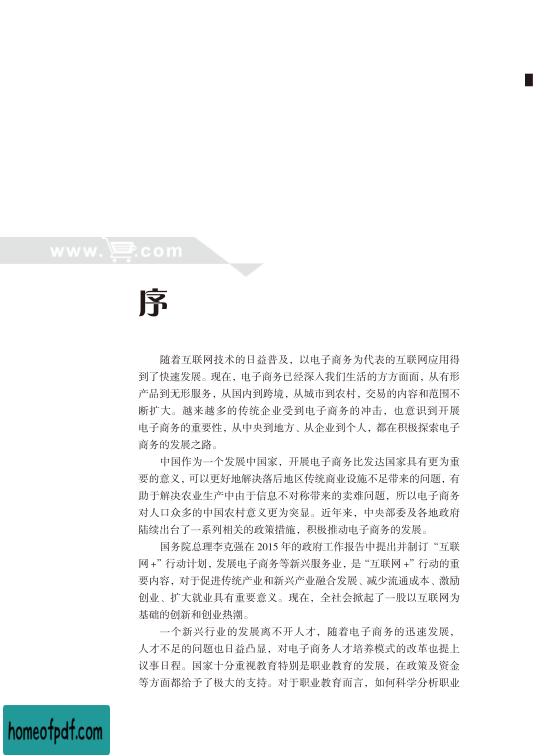 www. .com
序
随着互联网技术的日益普及，以电子商务为代表的互联网应用得
到了快速发展。现在，电子商务已经深入我们生活的方方面面，从有形
产品到无形服务，从国内到跨境，从城市到农村，交易的内容和范围不
断扩大。越来越多的传统企业受到电子商务的冲击，也意识到开展
电子商务的重要性，从中央到地方、从企业到个人，都在积极探索电子
商务的发展之路。
中国作为一个发展中国家，开展电子商务比发达国家具有更为重
要的意义，可以更好地解决落后地区传统商业设施不足带来的问题，有
助于解决农业生产中由于信息不对称带来的卖难问题，所以电子商务
对人口众多的中国农村意义更为突显。近年来，中央部委及各地政府
陆续出台了一系列相关的政策措施，积极推动电子商务的发展。
国务院总理李克强在 2015 年的政府工作报告中提出并制订“互联
网 +”行动计划，发展电子商务等新兴服务业，是“互联网 +”行动的重
要内容，对于促进传统产业和新兴产业融合发展、减少流通成本、激励
创业、扩大就业具有重要意义。现在，全社会掀起了一股以互联网为
基础的创新和创业热潮。
一个新兴行业的发展离不开人才，随着电子商务的迅速发展，
人才不足的问题也日益凸显，对电子商务人才培养模式的改革也提上
议事日程。国家十分重视教育特别是职业教育的发展，在政策及资金
等方面都给予了极大的支持。对于职业教育而言，如何科学分析职业
homeofpdf.com